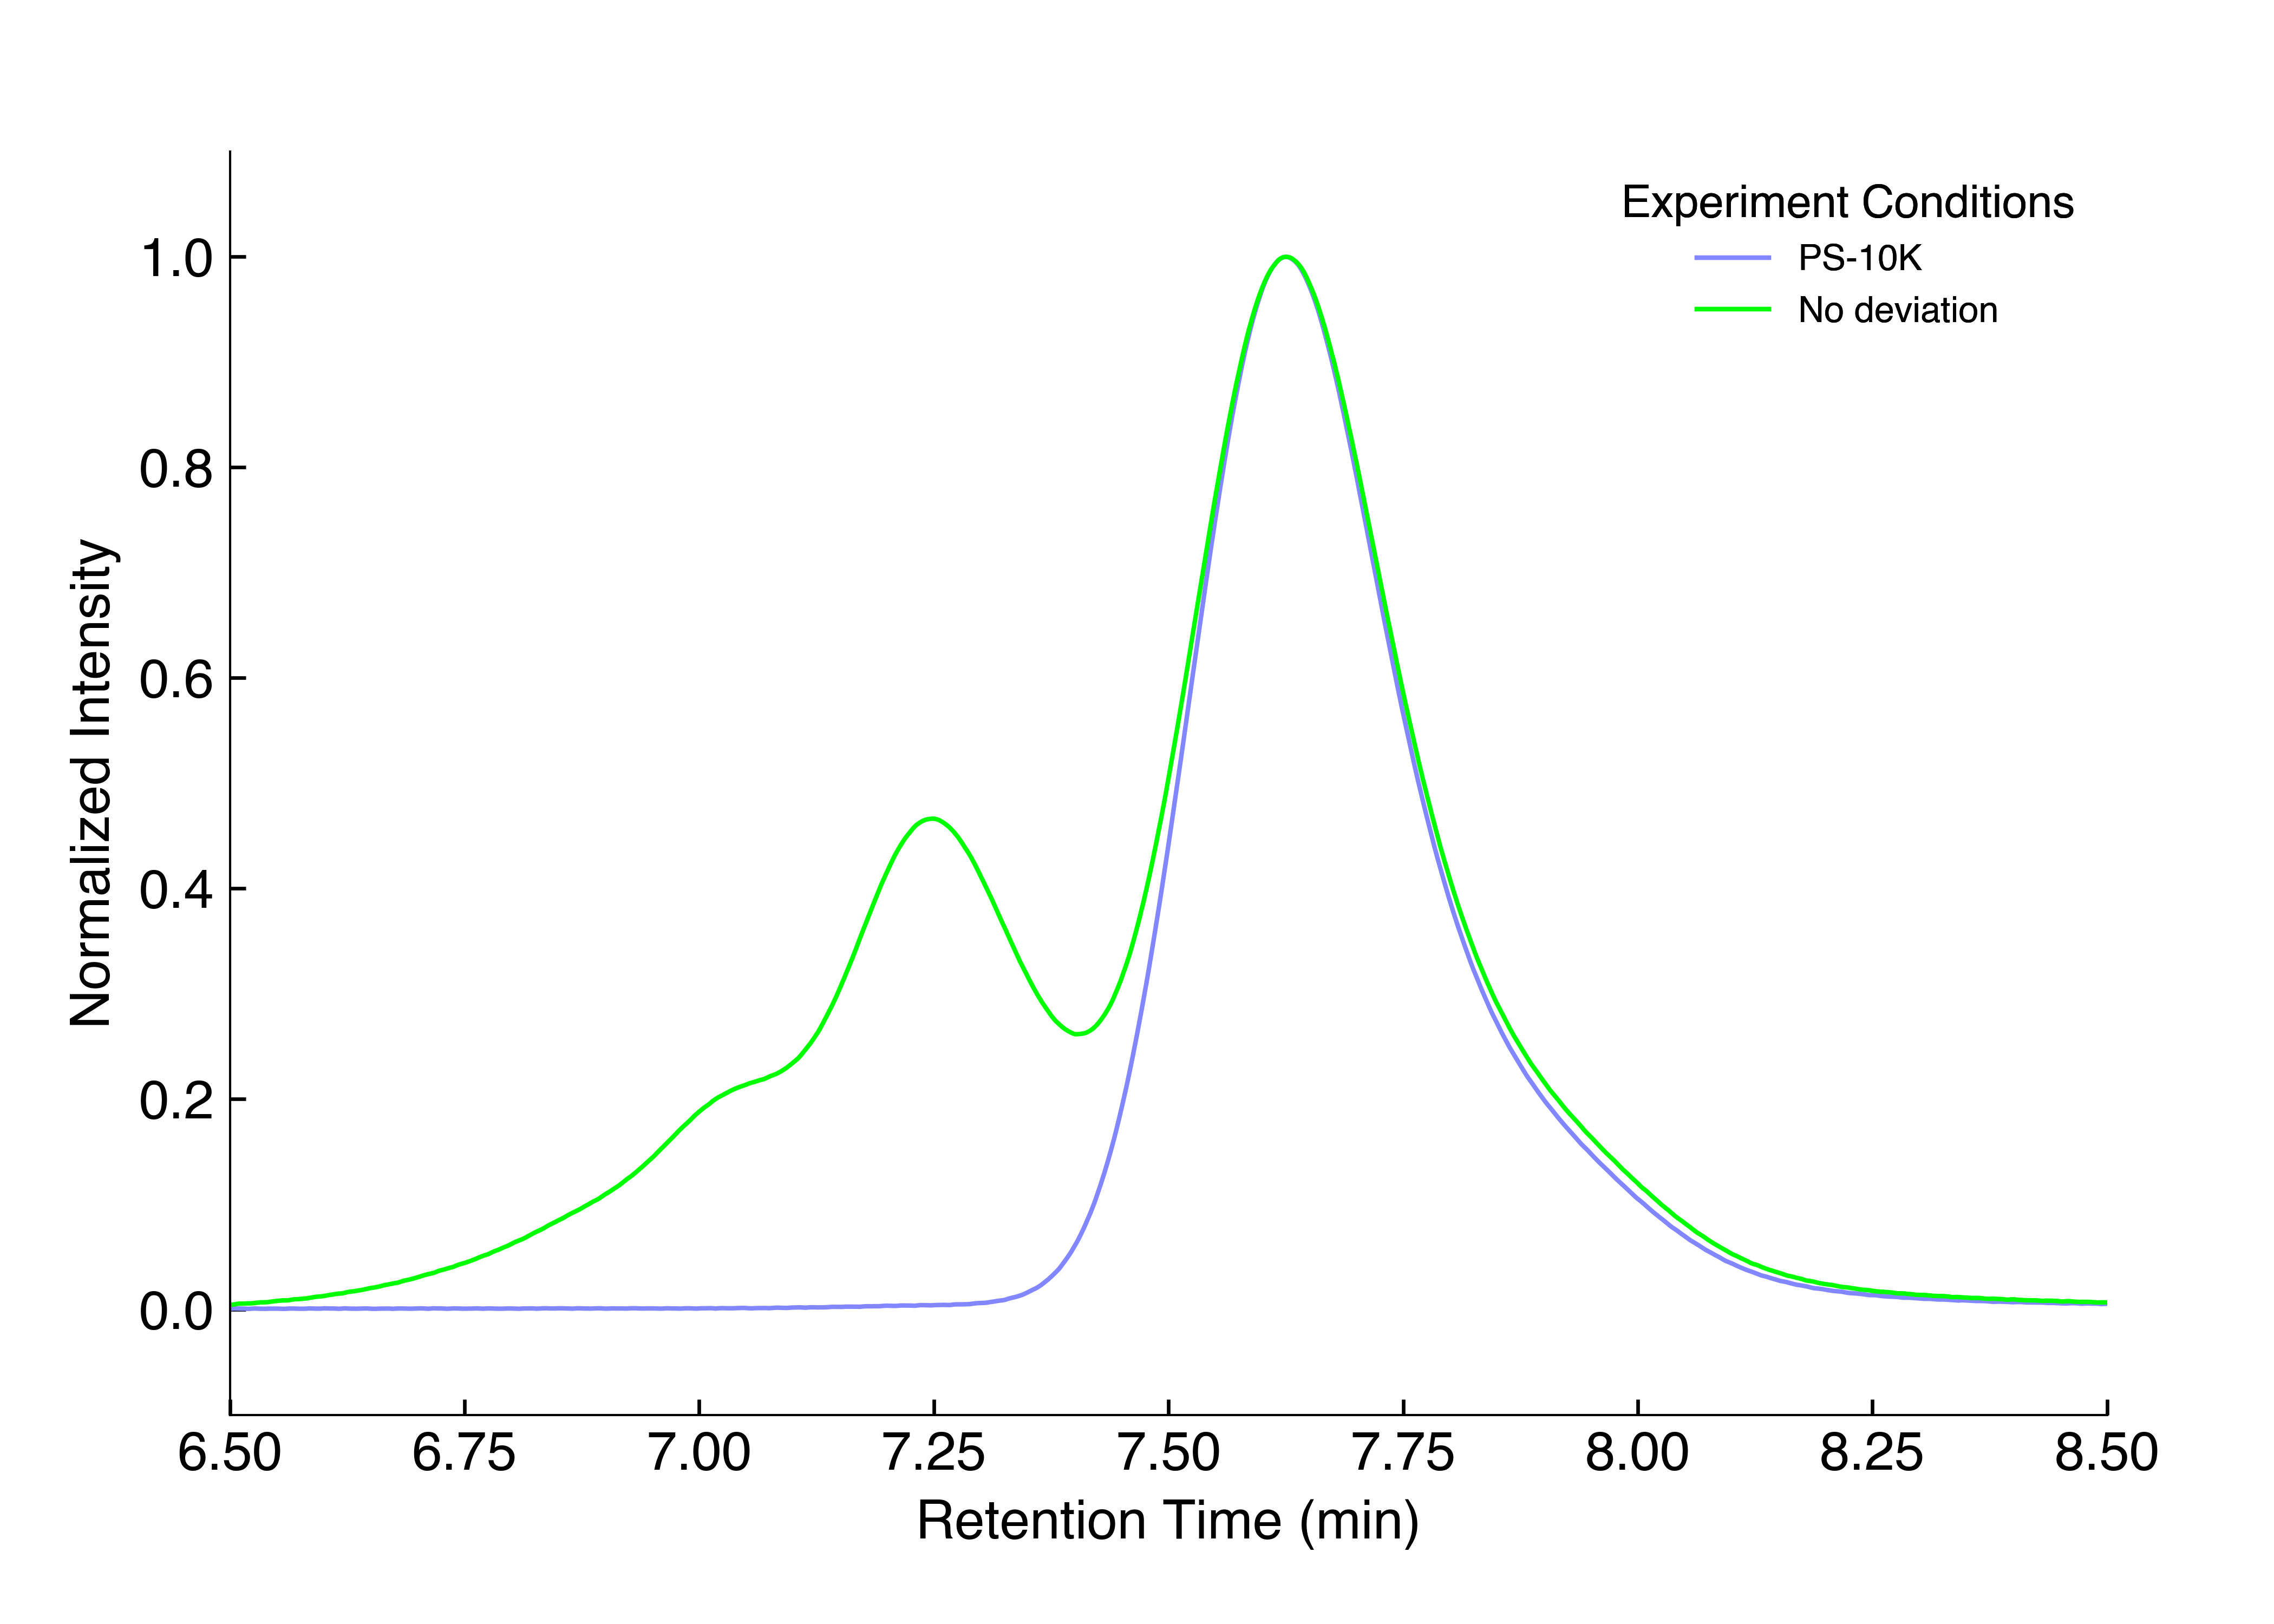 Experiment Conditions
PS-10K
No deviation
1.0
0.8
0.6
0.4
0.2
0.0
Normalized Intensity
6.50 6.75 7.00 7.25 7.50 7.75 8.00 8.25 8.50
Retention Time (min)